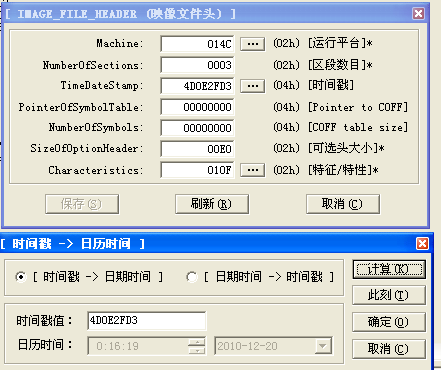 [ IMAGE_FILE_HEADER (映像文件头) ]
Machine: 014C ... (02h) [运行平台]*
NumberOfSections: 0003 (02h) [区段数目]*
TimeDateStamp: 4D0E2FD3 ... (04h) [时间戳]
PointerOfSymbolTable: 00000000 (04h) [Pointer to COFF]
NumberOfSymbols: 00000000 (04h) [COFF table size]
SizeOfOptionHeader: 00E0 (02h) [可选头大小]*
Characteristics: 010F ... (02h) [特征/特性]*
保存(S) 刷新(R) 取消(C)
[ 时间戳 -> 日历时间 ]
[ 时间戳 -> 日期时间 ] [ 日期时间 -> 时间戳 ] 计算(K)
此刻(T)
时间戳值: 4D0E2FD3 确定(O)
日历时间: 0:16:19 2010-12-20 取消(C)